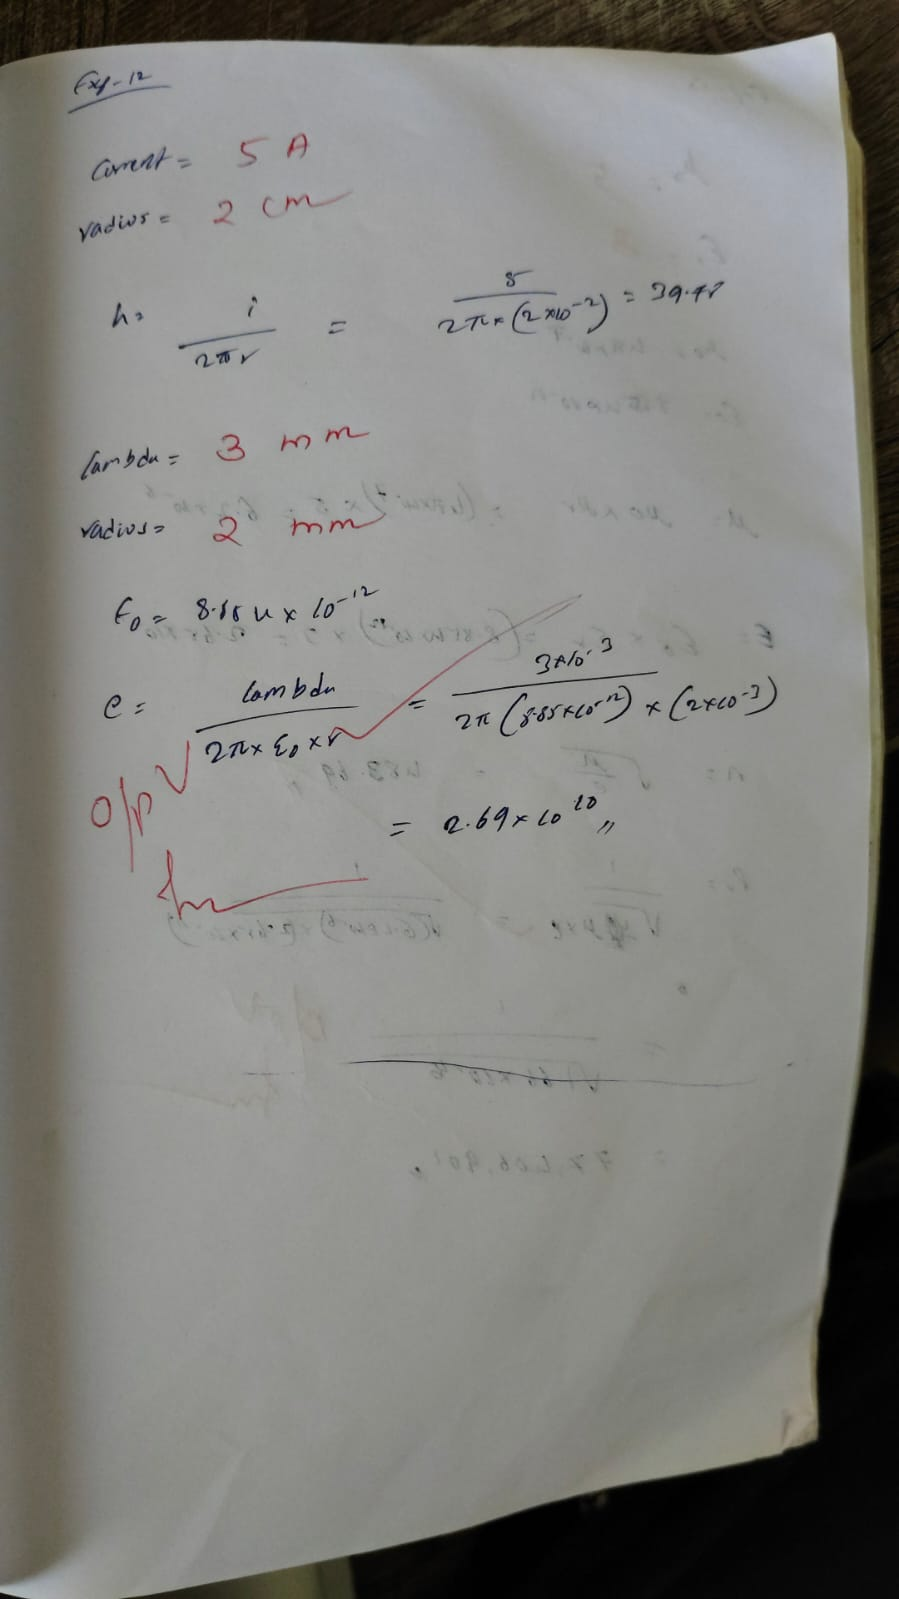 Exp-12
Current = 5 A
radius = 2 cm
h = i / 2πr = 5 / 2π × (2×10⁻²) = 39.78
lambda = 3 mm
radius = 2 mm
ε₀ = 8.854 × 10⁻¹²
e = lambda / 2π × ε₀ × r = 3×10⁻³ / 2π (8.85×10⁻¹²) × (2×10⁻³)
O/P
= 2.69 × 10¹⁰ //